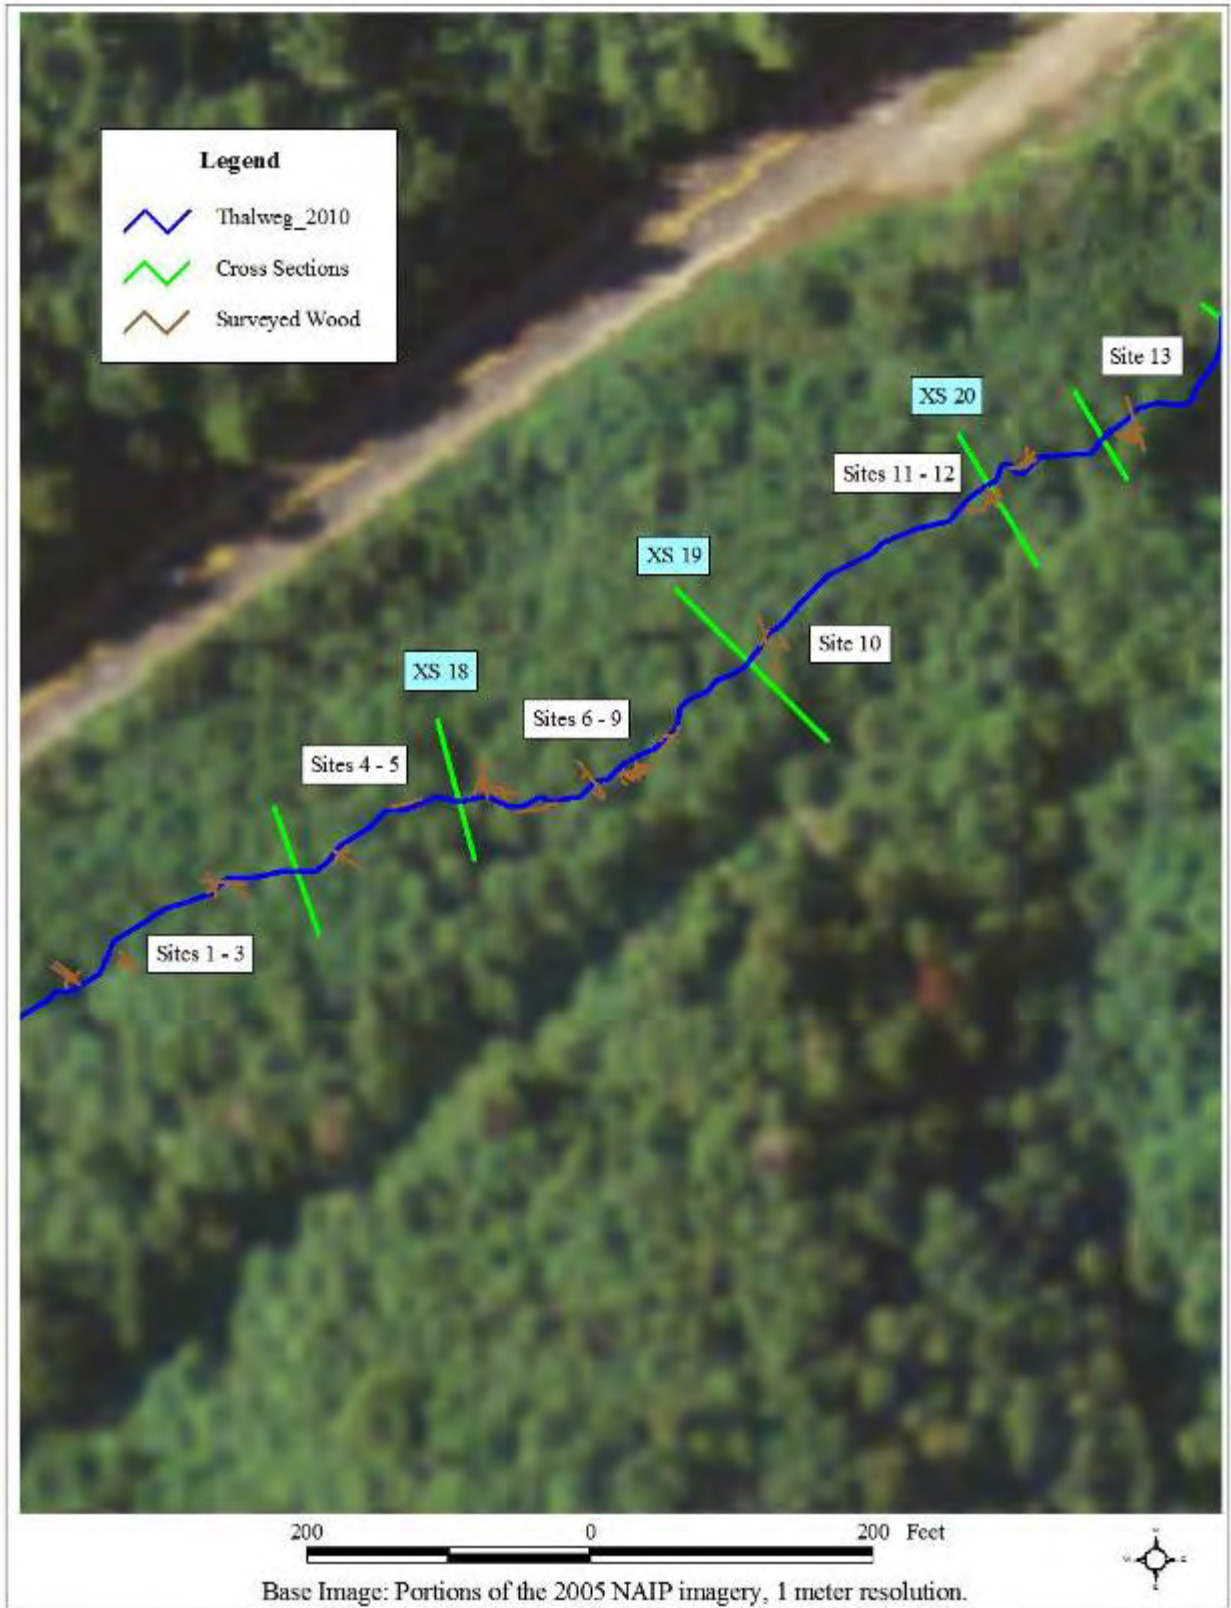 Legend
Thalweg_2010
Cross Sections
Surveyed Wood
Site 13
XS 20
Sites 11 - 12
XS 19
Site 10
XS 18
Sites 6 - 9
Sites 4 - 5
Sites 1 - 3
200 0 200 Feet
Base Image: Portions of the 2005 NAIP imagery, 1 meter resolution.